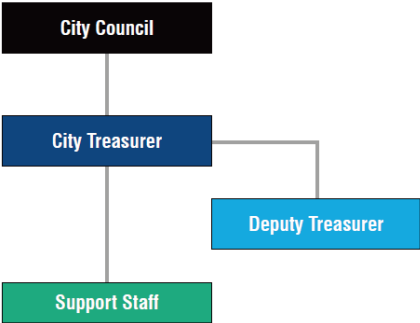 City Council
City Treasurer
Deputy Treasurer
Support Staff